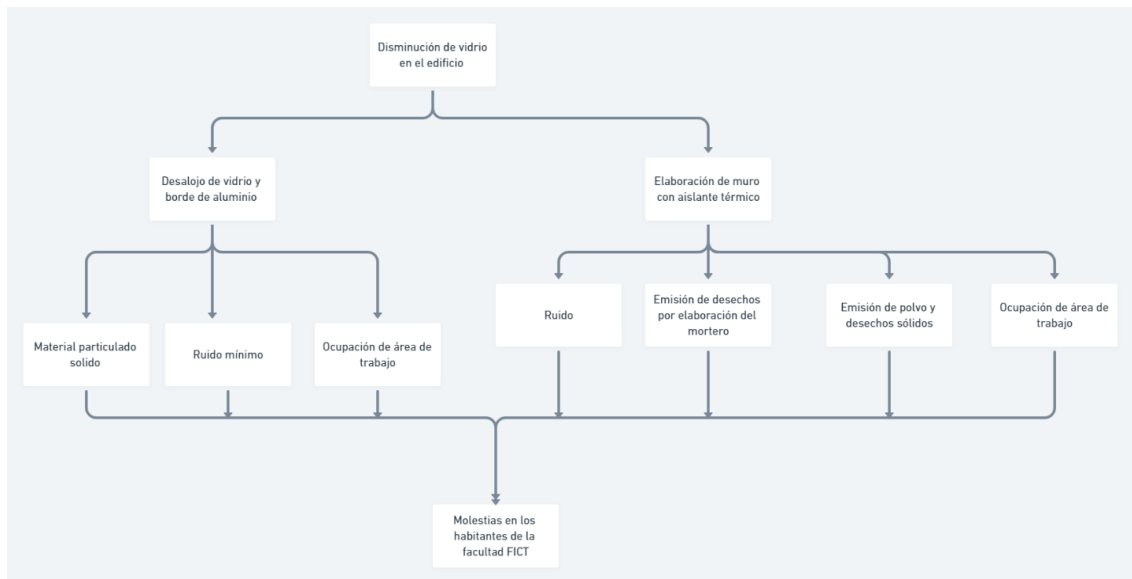 Disminución de vidrio
en el edificio
Desalojo de vidrio y
borde de aluminio
Elaboración de muro
con aislante térmico
Material particulado
solido
Ruido mínimo
Ocupación de área de
trabajo
Ruido
Emisión de desechos
por elaboración del
mortero
Emisión de polvo y
desechos sólidos
Ocupación de área de
trabajo
Molestias en los
habitantes de la
facultad FICT